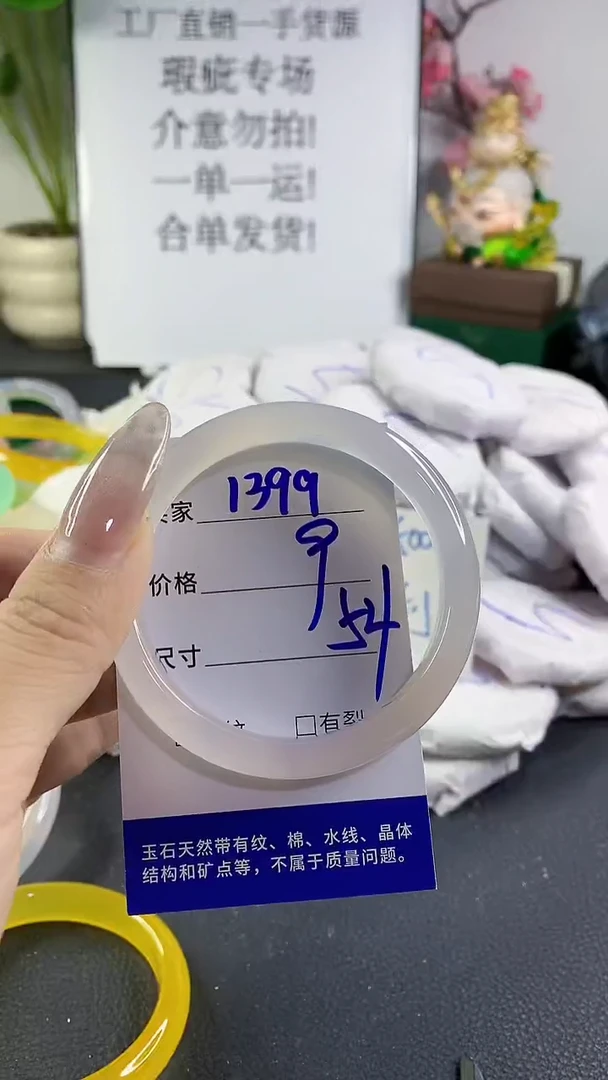 工厂直销一手货源
瑕疵专场
介意勿拍!
一单一运!
合单发货!
家 1399
价格 9
尺寸 54
☐有裂
玉石天然带有纹、棉、水线、晶体
结构和矿点等，不属于质量问题。